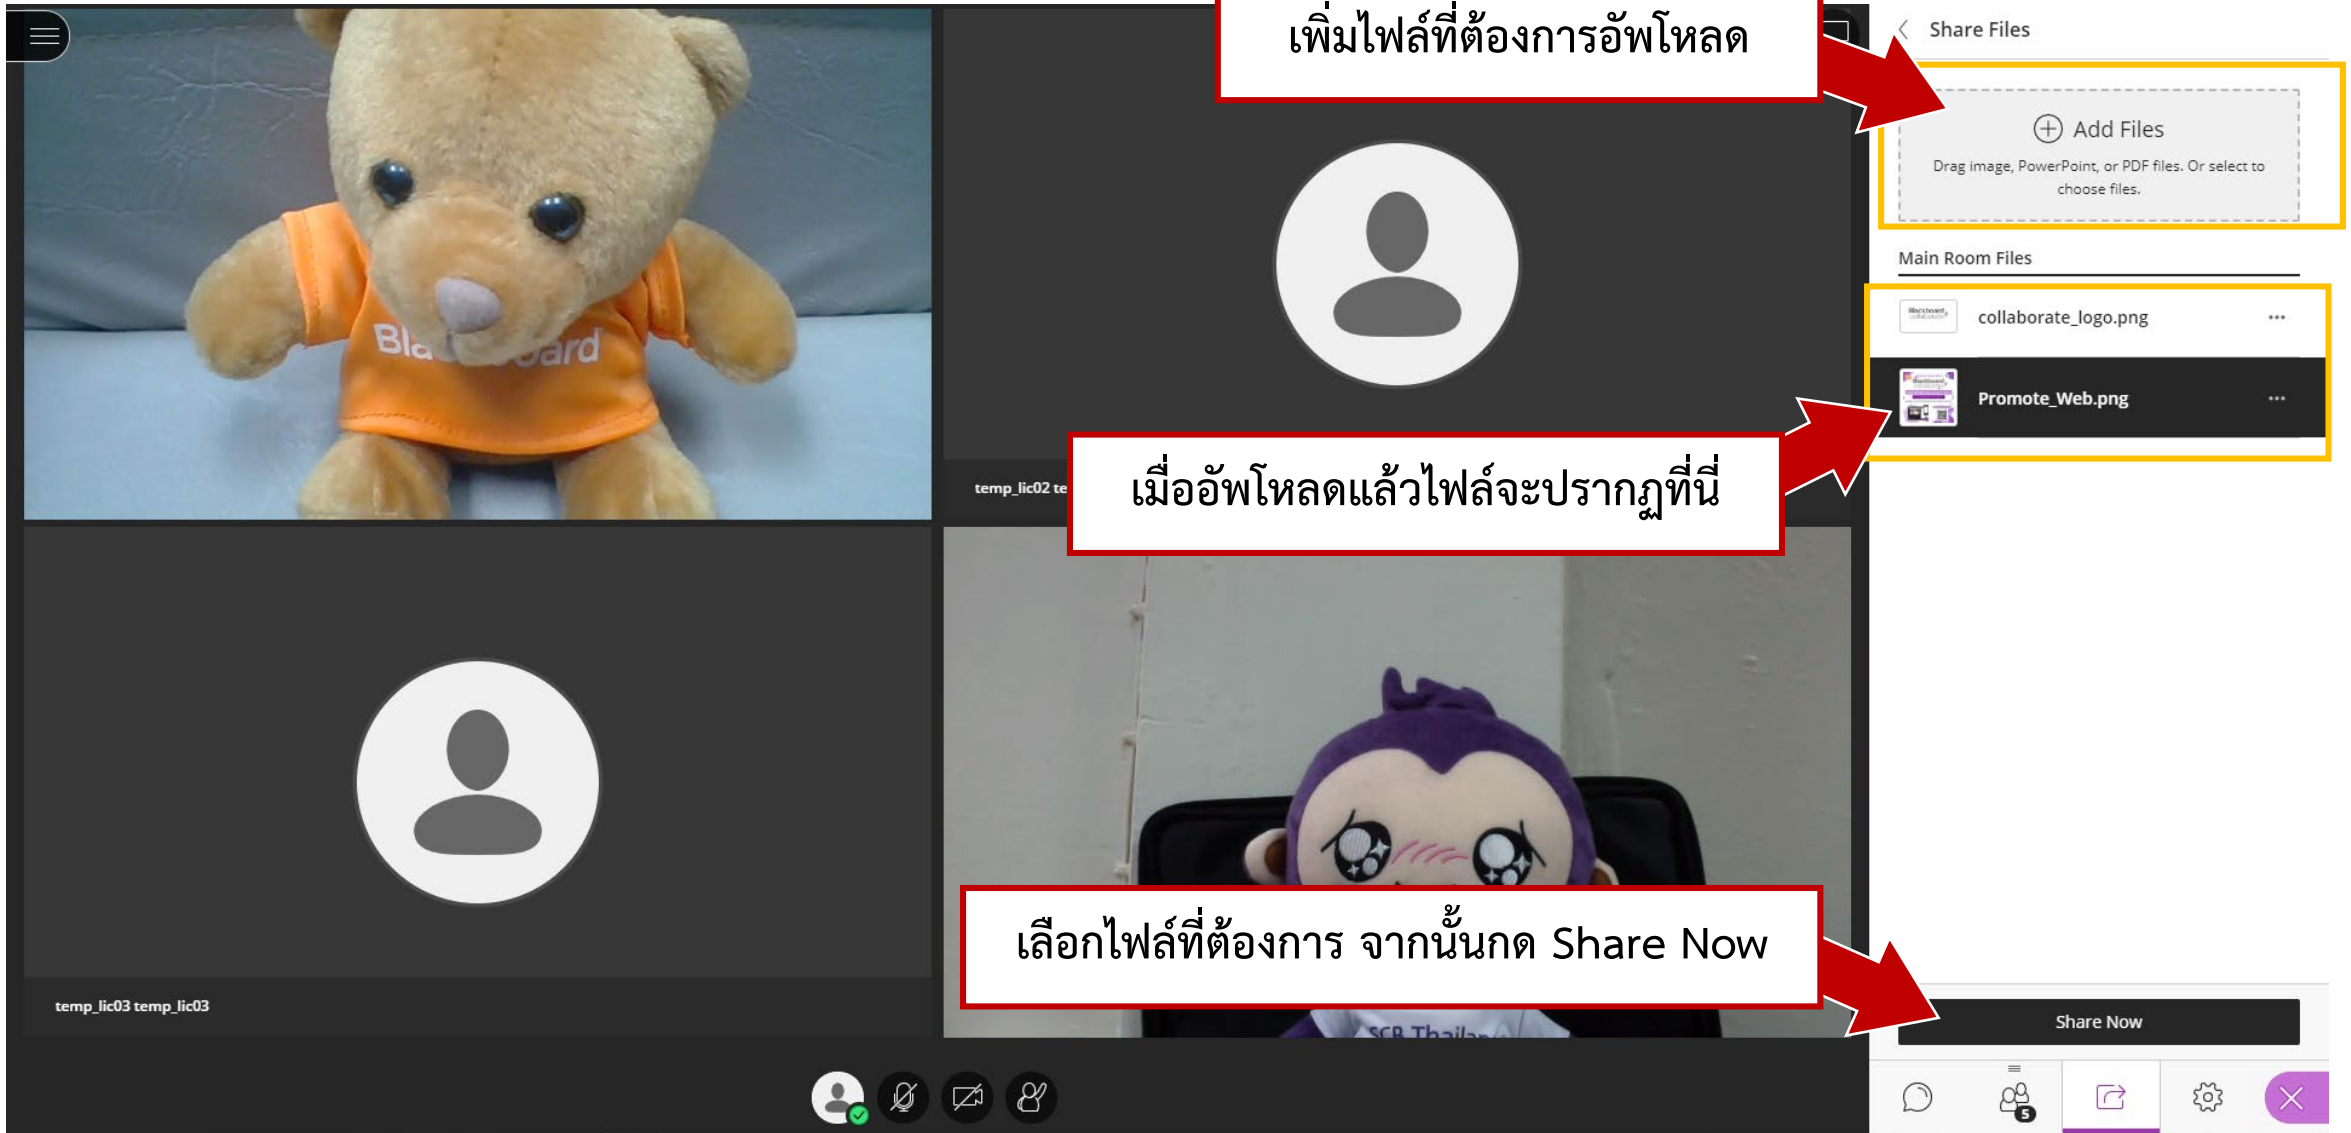 เพิ่มไฟล์ที่ต้องการอัพโหลด
Share Files
Add Files
Drag image, PowerPoint, or PDF files. Or select to
choose files.
Main Room Files
collaborate_logo.png
Promote_Web.png
temp_lic02
เมื่ออัพโหลดแล้วไฟล์จะปรากฏที่นี่
เลือกไฟล์ที่ต้องการ จากนั้นกด Share Now
temp_lic03 temp_lic03
SCB
Share Now
5